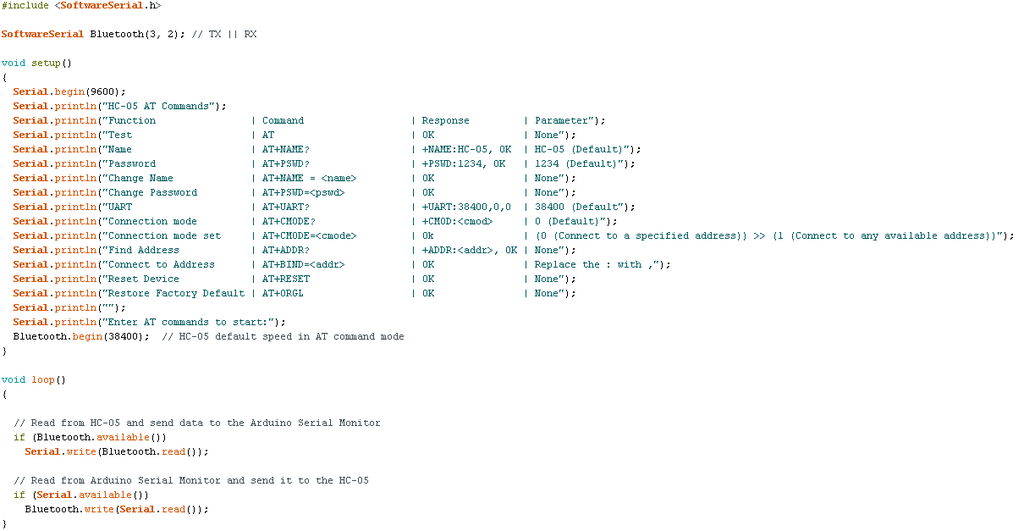 #include <SoftwareSerial.h>
SoftwareSerial Bluetooth(3, 2); // TX || RX
void setup()
{
  Serial.begin(9600);
  Serial.println("HC-05 AT Commands");
  Serial.println("Function                | Command                | Response         | Parameter");
  Serial.println("Test                    | AT                     | OK               | None");
  Serial.println("Name                    | AT+NAME?               | +NAME:HC-05, OK  | HC-05 (Default)");
  Serial.println("Password                | AT+PSWD?               | +PSWD:1234, OK   | 1234 (Default)");
  Serial.println("Change Name             | AT+NAME = <name>       | OK               | None");
  Serial.println("Change Password         | AT+PSWD=<pswd>         | OK               | None");
  Serial.println("UART                    | AT+UART?               | +UART:38400,0,0  | 38400 (Default");
  Serial.println("Connection mode         | AT+CMODE?              | +CMOD:<cmod>     | 0 (Default)");
  Serial.println("Connection mode set     | AT+CMODE=<cmode>       | Ok               | (0 (Connect to a specified address)) >> (1 (Connect to any available address))");
  Serial.println("Find Address            | AT+ADDR?               | +ADDR:<addr>, OK | None");
  Serial.println("Connect to Address      | AT+BIND=<addr>         | OK               | Replace the : with ,");
  Serial.println("Reset Device            | AT+RESET               | OK               | None");
  Serial.println("Restore Factory Default | AT+ORGL                | OK               | None");
  Serial.println("");
  Serial.println("Enter AT commands to start:");
  Bluetooth.begin(38400);  // HC-05 default speed in AT command mode
}
void loop()
{
  // Read from HC-05 and send data to the Arduino Serial Monitor
  if (Bluetooth.available())
    Serial.write(Bluetooth.read());
  // Read from Arduino Serial Monitor and send it to the HC-05
  if (Serial.available())
    Bluetooth.write(Serial.read());
}